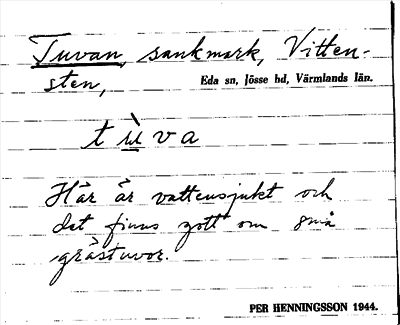 Tuvan, sankmark, Vitten-
sten,
Eda sn, Jösse hd, Värmlands län.
t ù v a
Här är vattensjukt och
det finns gott om små
grästuvor.
PER HENNINGSSON 1944.